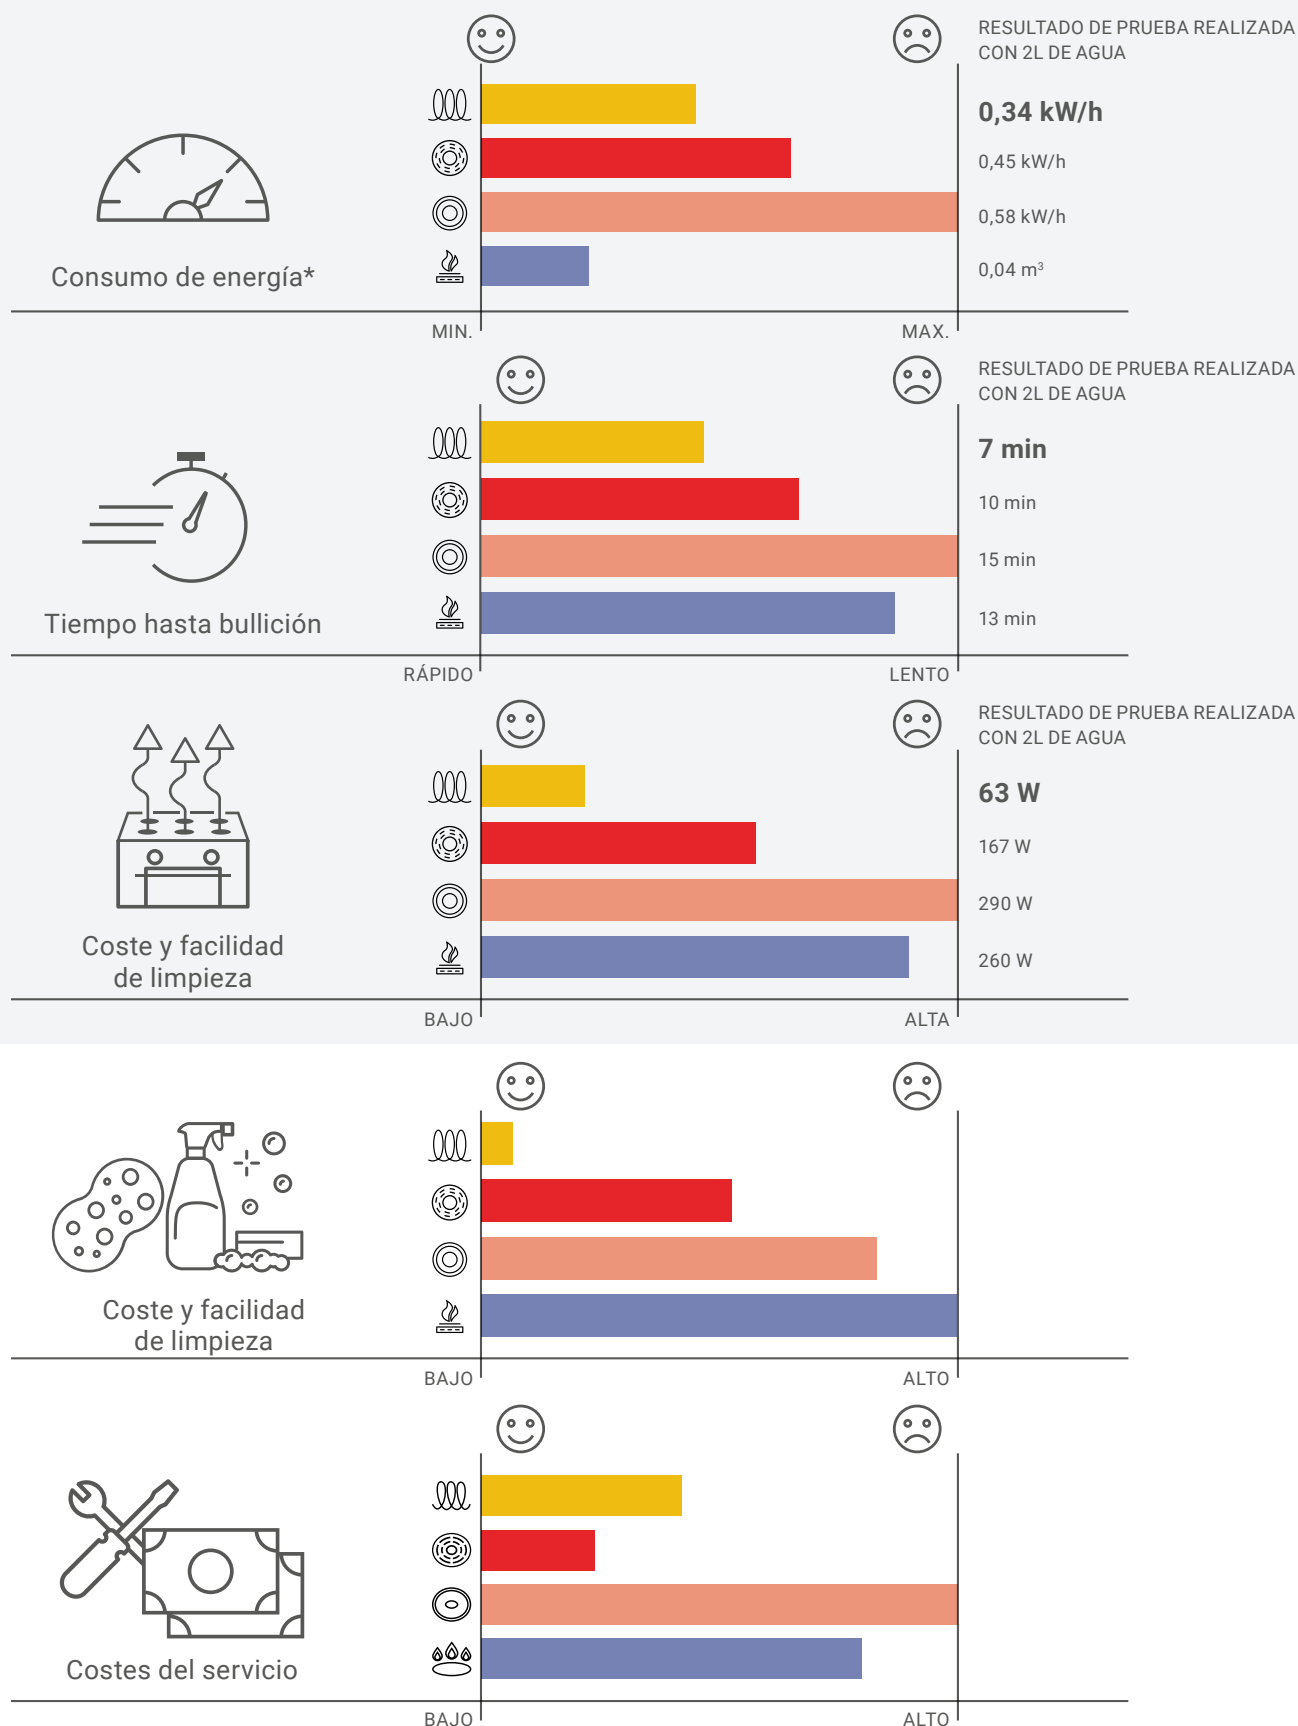 RESULTADO DE PRUEBA REALIZADA
CON 2L DE AGUA
0,34 kW/h
0,45 kW/h
0,58 kW/h
0,04 m³
Consumo de energía*
MIN.
MAX.
RESULTADO DE PRUEBA REALIZADA
CON 2L DE AGUA
7 min
10 min
15 min
13 min
Tiempo hasta bullición
RÁPIDO
LENTO
RESULTADO DE PRUEBA REALIZADA
CON 2L DE AGUA
63 W
167 W
290 W
260 W
Coste y facilidad
de limpieza
BAJO
ALTA
Coste y facilidad
de limpieza
BAJO
ALTO
Costes del servicio
BAJO
ALTO